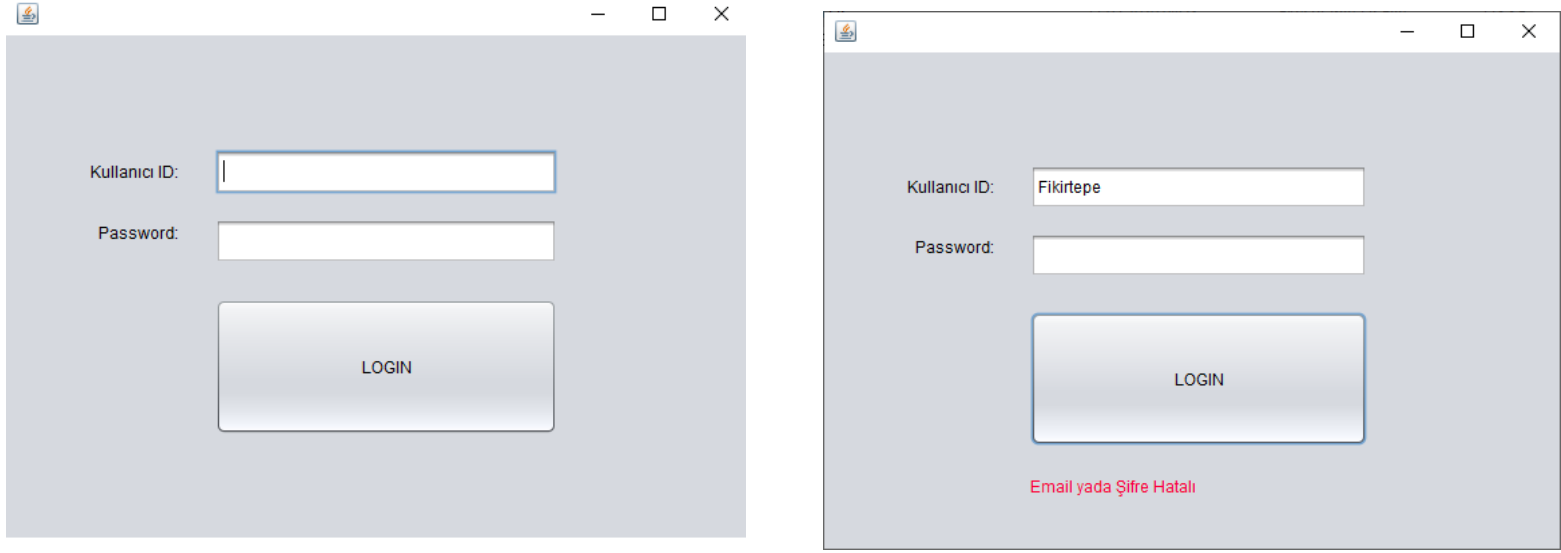 Kullanıcı ID:
Password:
LOGIN
Kullanıcı ID:
Fikirtepe
Password:
LOGIN
Email yada Şifre Hatalı